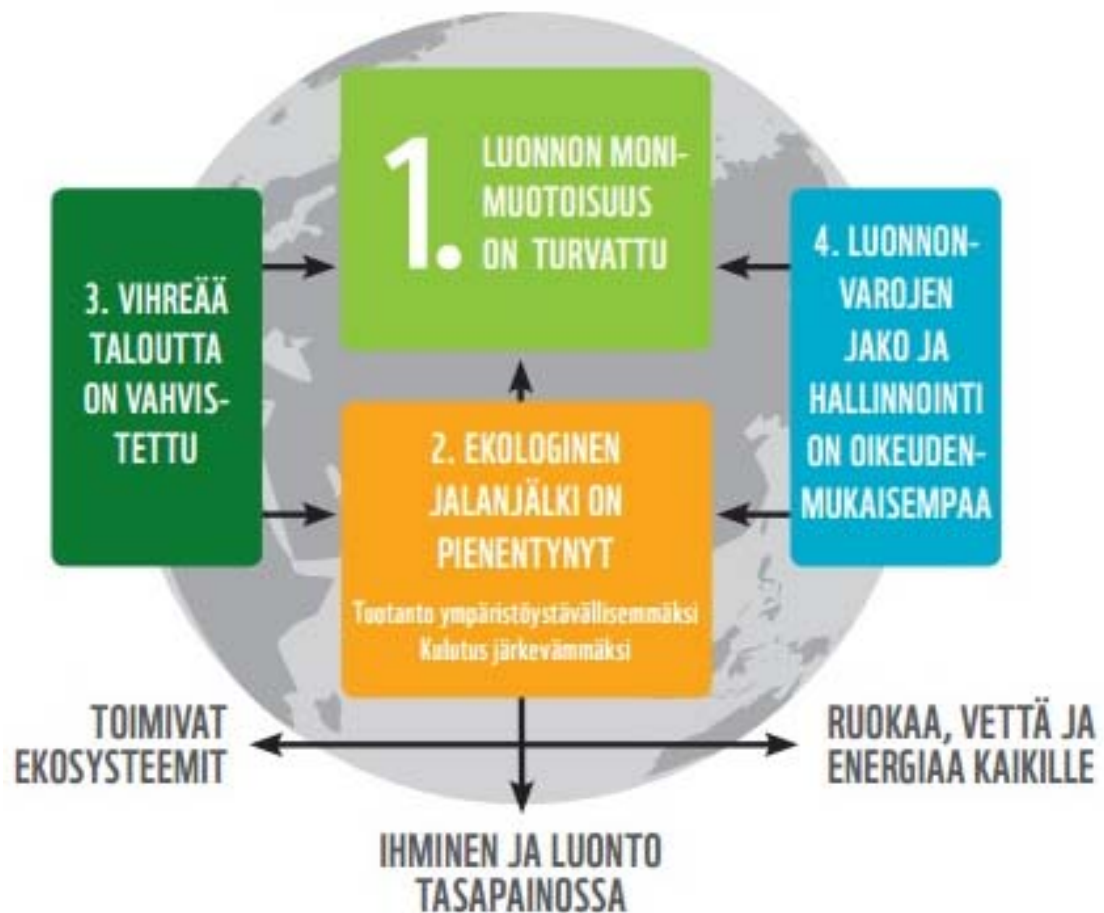 1. LUONNON MONI-
MUOTOISUUS
ON TURVATTU
3. VIHREÄÄ
TALOUTTA
ON VAHVIS-
TETTU
4. LUONNON-
VAROJEN
JAKO JA
HALLINNOINTI
ON OIKEUDEN-
MUKAISEMPAA
2. EKOLOGINEN
JALANJÄLKI ON
PIENENTYNYT
Tuotanto ympäristöystävällisemmäksi
Kulutus järkevämmäksi
TOIMIVAT
EKOSYSTEEMIT
RUOKAA, VETTÄ JA
ENERGIAA KAIKILLE
IHMINEN JA LUONTO
TASAPAINOSSA